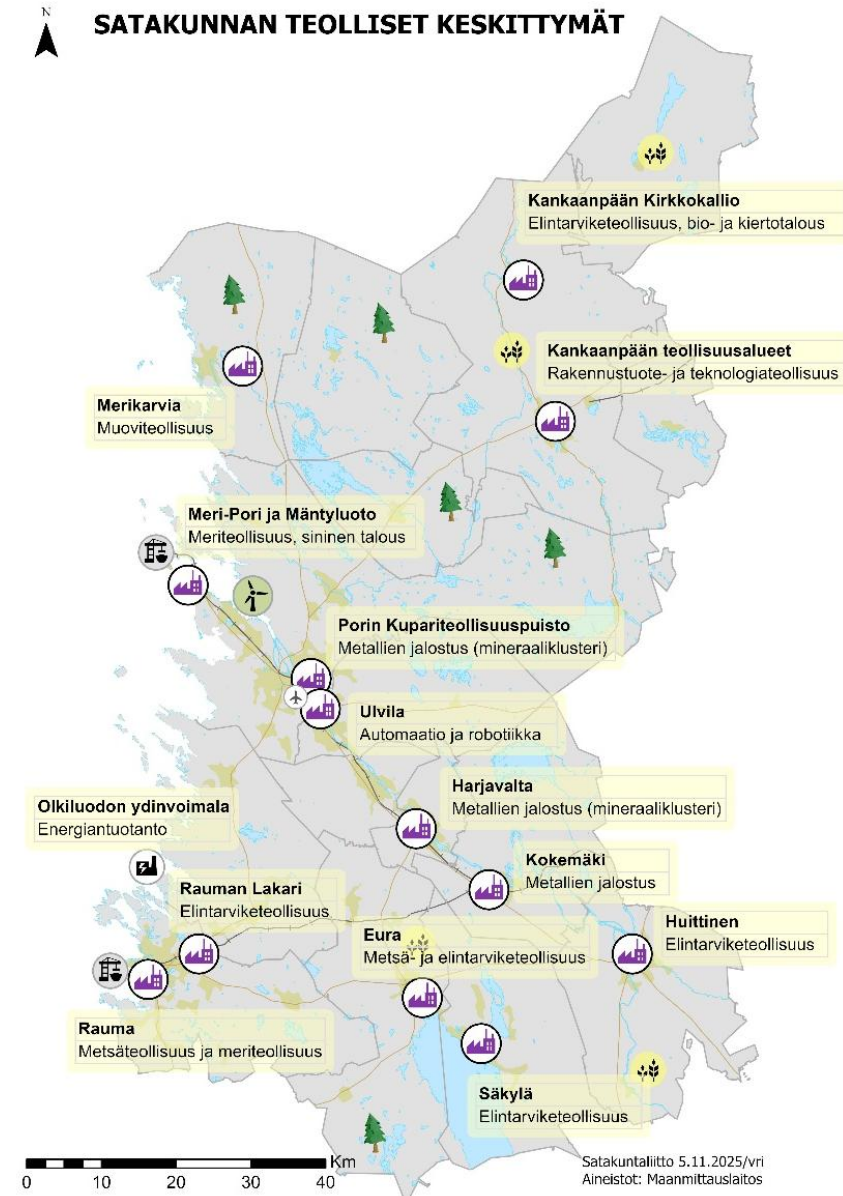 N
SATAKUNNAN TEOLLISET KESKITTYMÄT
Kankaanpään Kirkkokallio
Elintarviketeollisuus, bio- ja kiertotalous
Kankaanpään teollisuusalueet
Rakennustuote- ja teknologiateollisuus
Merikarvia
Muoviteollisuus
Meri-Pori ja Mäntyluoto
Meriteollisuus, sininen talous
Porin Kupariteollisuuspuisto
Metallien jalostus (mineraaliklusteri)
Ulvila
Automaatio ja robotiikka
Harjavalta
Metallien jalostus (mineraaliklusteri)
Olkiluodon ydinvoimala
Energiantuotanto
Kokemäki
Metallien jalostus
Rauman Lakari
Elintarviketeollisuus
Eura
Metsä- ja elintarviketeollisuus
Huittinen
Elintarviketeollisuus
Rauma
Metsäteollisuus ja meriteollisuus
Säkylä
Elintarviketeollisuus
Km
0 10 20 30 40
Satakuntaliitto 5.11.2025/vri
Aineistot: Maanmittauslaitos